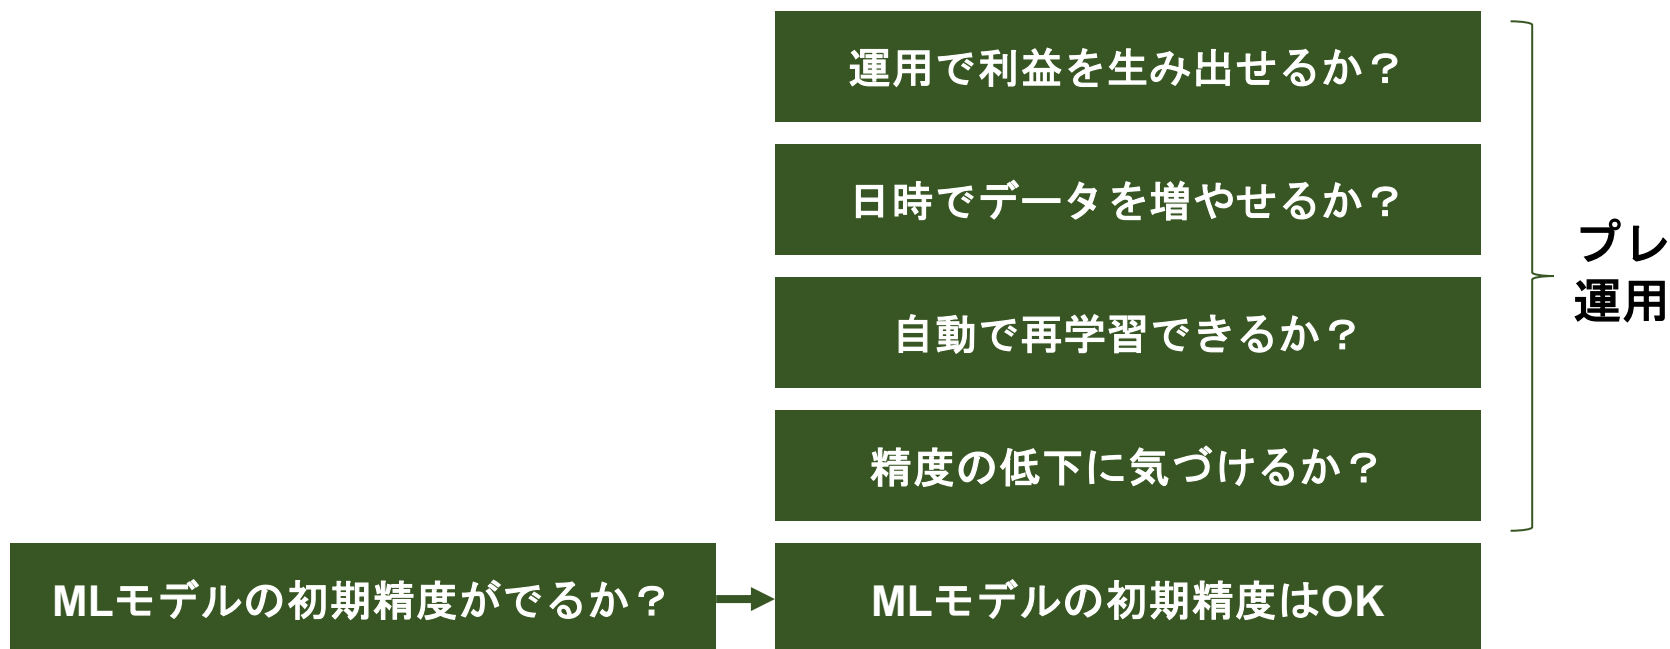 運用で利益を生み出せるか？
日時でデータを増やせるか？
自動で再学習できるか？
精度の低下に気づけるか？
プレ
運用
MLモデルの初期精度がでるか？
MLモデルの初期精度はOK